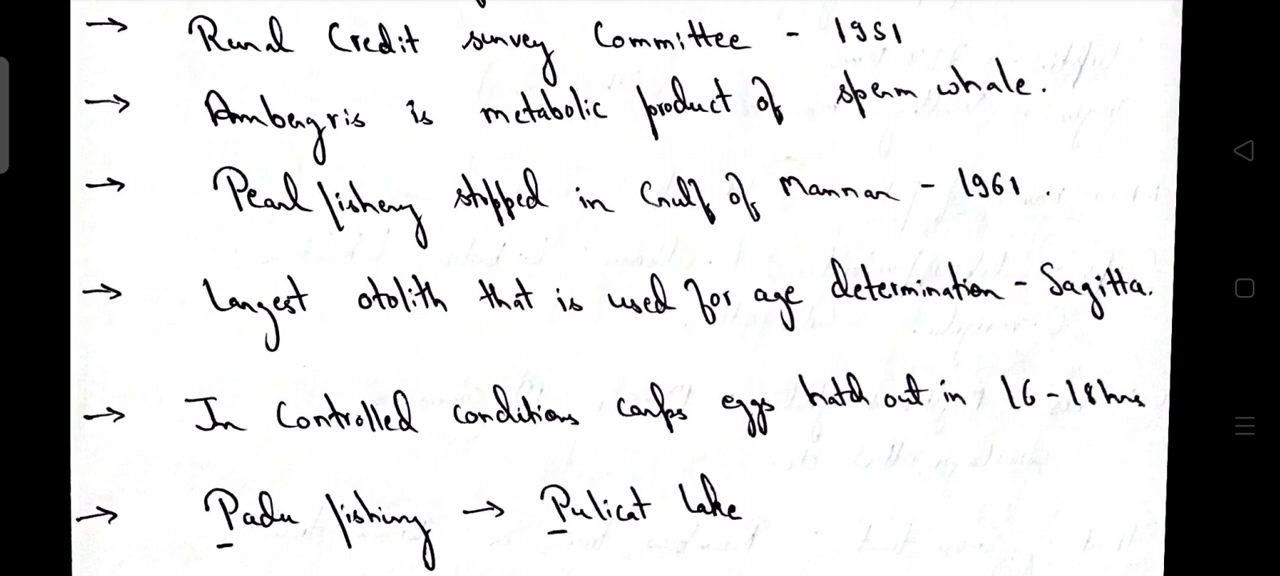 → Rural Credit survey Committee - 1951
→ Ambergris is metabolic product of sperm whale.
→ Pearl fishery stopped in Gulf of Mannar - 1961.
→ Largest otolith that is used for age determination - Sagitta.
→ In Controlled conditions carps eggs hatch out in 16-18hrs
→ Padu fishing → Pulicat Lake